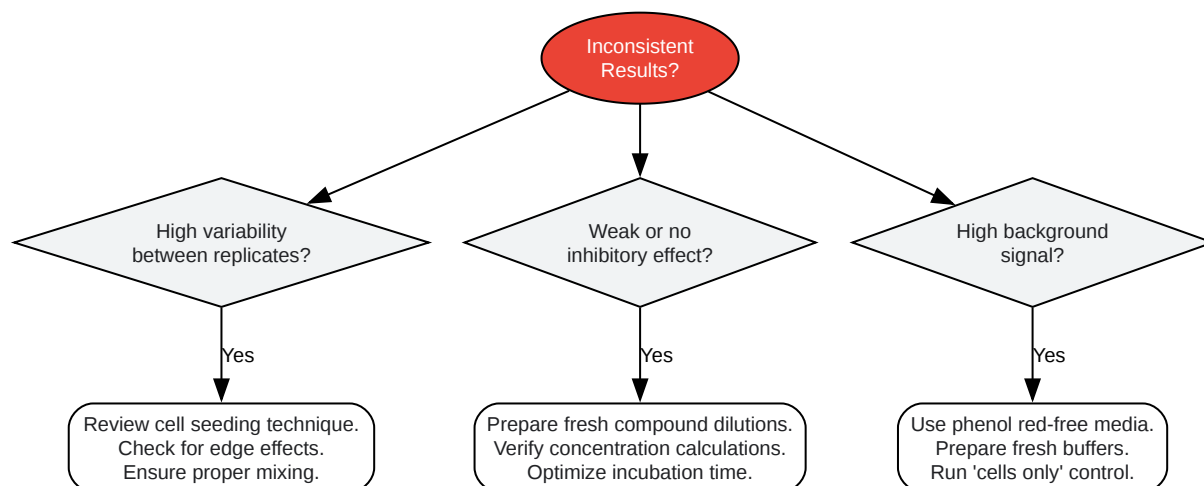 Inconsistent
Results?
High variability
between replicates?
Weak or no
inhibitory effect?
High background
signal?
Yes
Yes
Yes
Review cell seeding technique.
Check for edge effects.
Ensure proper mixing.
Prepare fresh compound dilutions.
Verify concentration calculations.
Optimize incubation time.
Use phenol red-free media.
Prepare fresh buffers.
Run 'cells only' control.